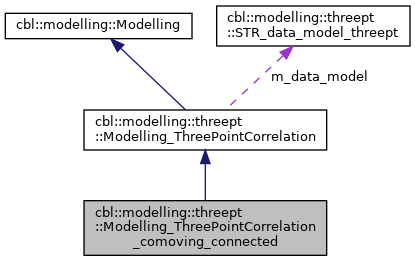 cbl::modelling::Modelling
cbl::modelling::threept
::STR_data_model_threept
m_data_model
cbl::modelling::threept
::Modelling_ThreePointCorrelation
cbl::modelling::threept
::Modelling_ThreePointCorrelation
_comoving_connected